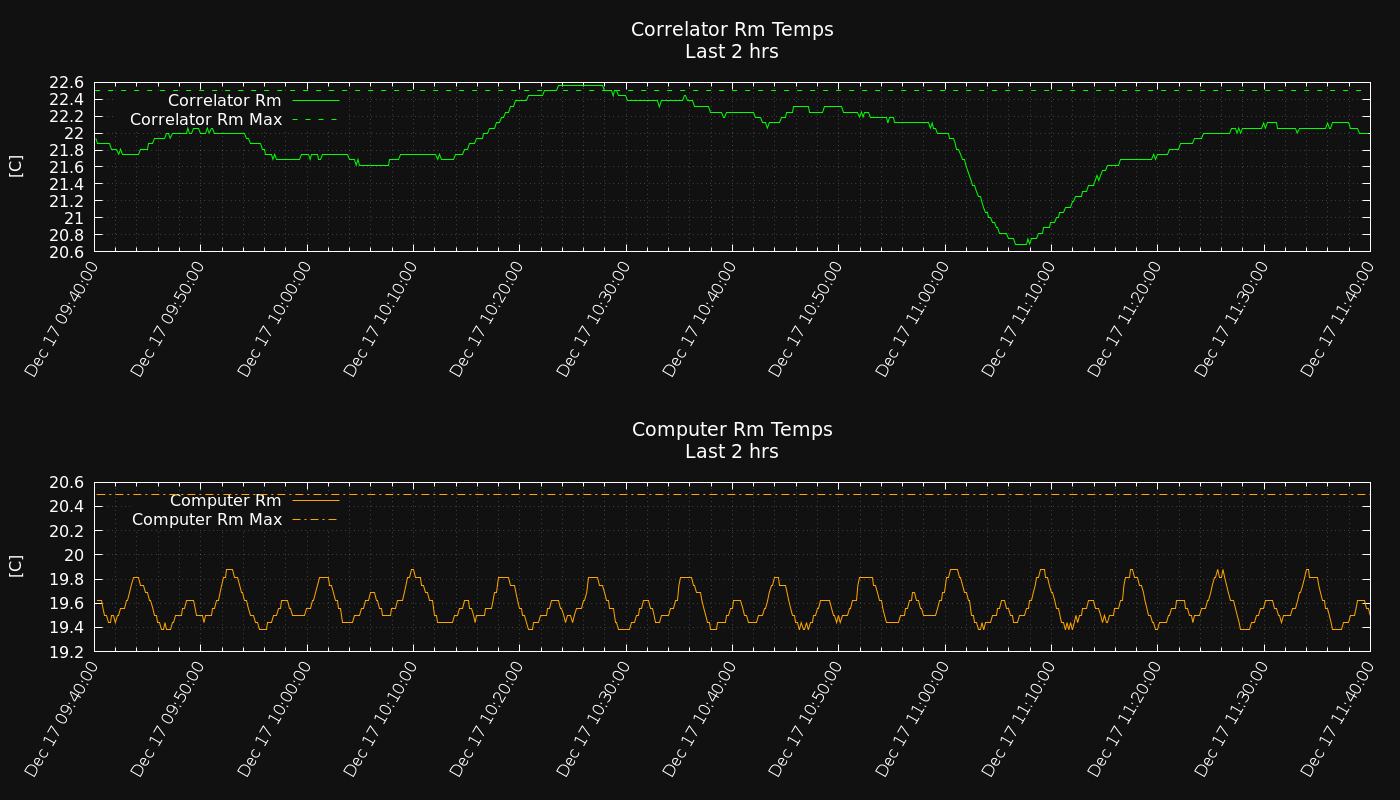 Correlator Rm Temps
Last 2 hrs
22.6
22.4
22.2
22
21.8
21.6
21.4
21.2
21
20.8
20.6
[C]
Correlator Rm
Correlator Rm Max
Dec 17 09:40:00
Dec 17 09:50:00
Dec 17 10:00:00
Dec 17 10:10:00
Dec 17 10:20:00
Dec 17 10:30:00
Dec 17 10:40:00
Dec 17 10:50:00
Dec 17 11:00:00
Dec 17 11:10:00
Dec 17 11:20:00
Dec 17 11:30:00
Dec 17 11:40:00
Computer Rm Temps
Last 2 hrs
20.6
20.4
20.2
20
19.8
19.6
19.4
19.2
[C]
Computer Rm
Computer Rm Max
Dec 17 09:40:00
Dec 17 09:50:00
Dec 17 10:00:00
Dec 17 10:10:00
Dec 17 10:20:00
Dec 17 10:30:00
Dec 17 10:40:00
Dec 17 10:50:00
Dec 17 11:00:00
Dec 17 11:10:00
Dec 17 11:20:00
Dec 17 11:30:00
Dec 17 11:40:00